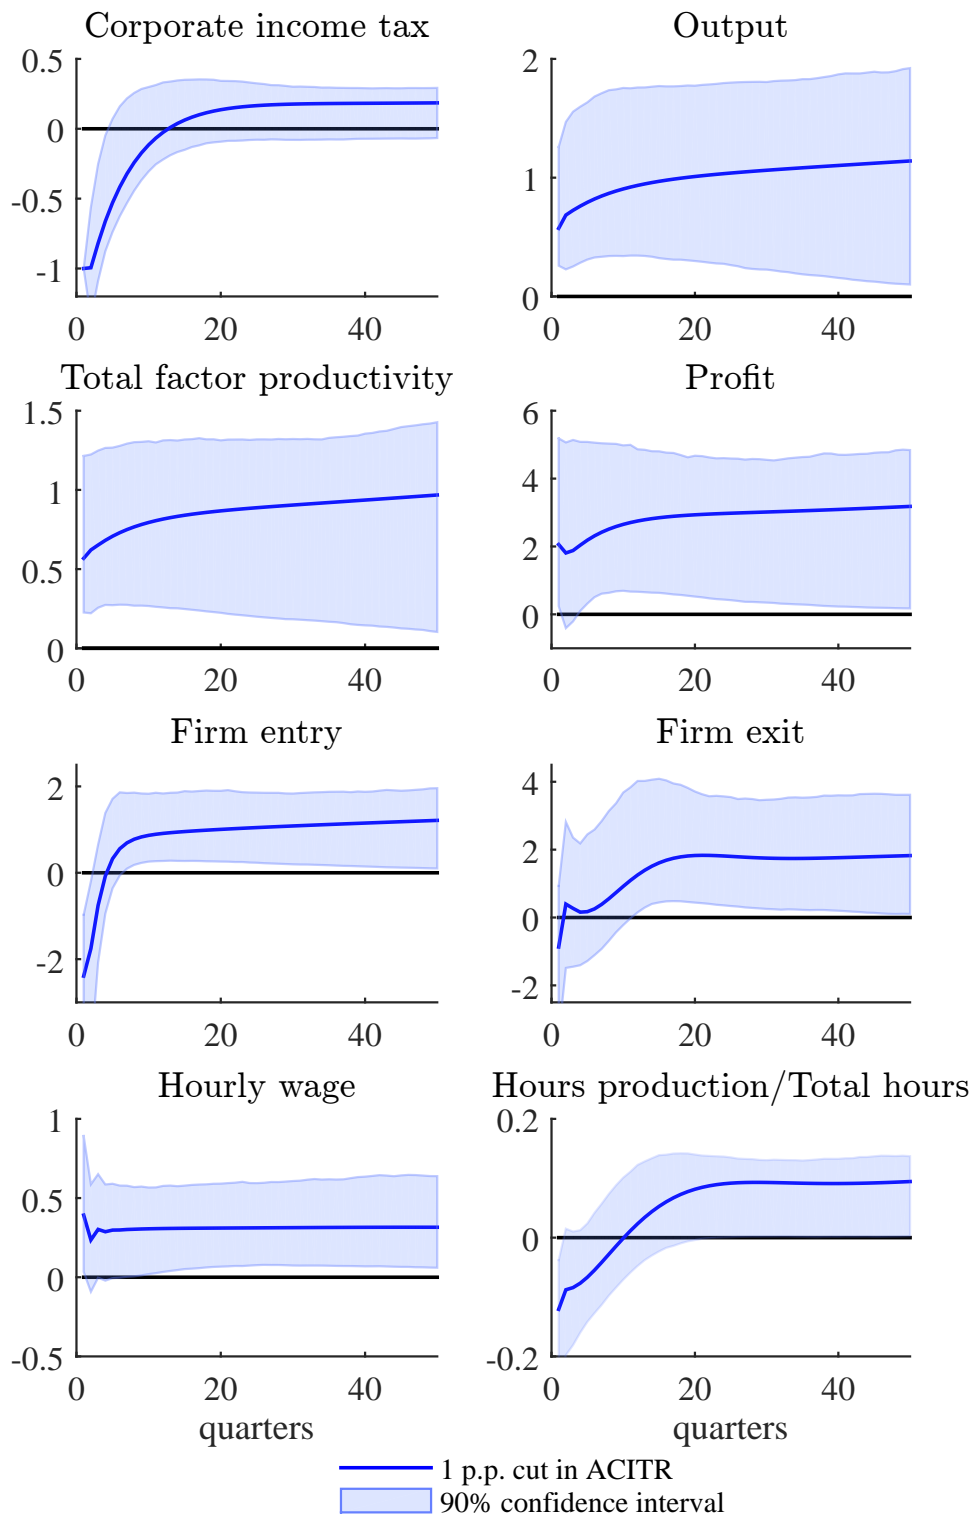 Corporate income tax
0.5
0
-0.5
-1
0 20 40
Output
2
1
0
0 20 40
Total factor productivity
1.5
1
0.5
0
0 20 40
Profit
6
4
2
0
0 20 40
Firm entry
2
0
-2
0 20 40
Firm exit
4
2
0
-2
0 20 40
Hourly wage
1
0.5
0
-0.5
0 20 40
quarters
Hours production/Total hours
0.2
0
-0.2
0 20 40
quarters
1 p.p. cut in ACITR
90% confidence interval